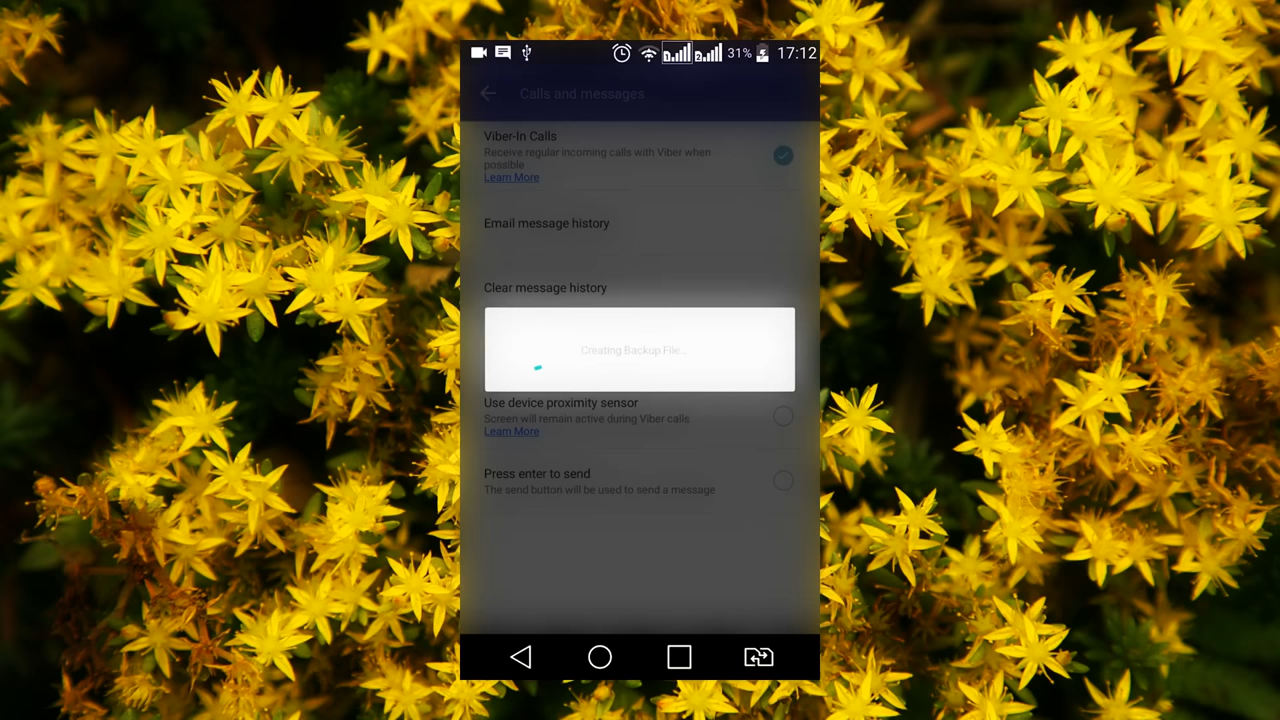 31% 17:12
Calls and messages
Viber-In Calls
Receive regular incoming calls with Viber when
possible
Learn More
Email message history
Clear message history
Creating Backup File...
Use device proximity sensor
Screen will remain active during Viber calls
Learn More
Press enter to send
The send button will be used to send a message